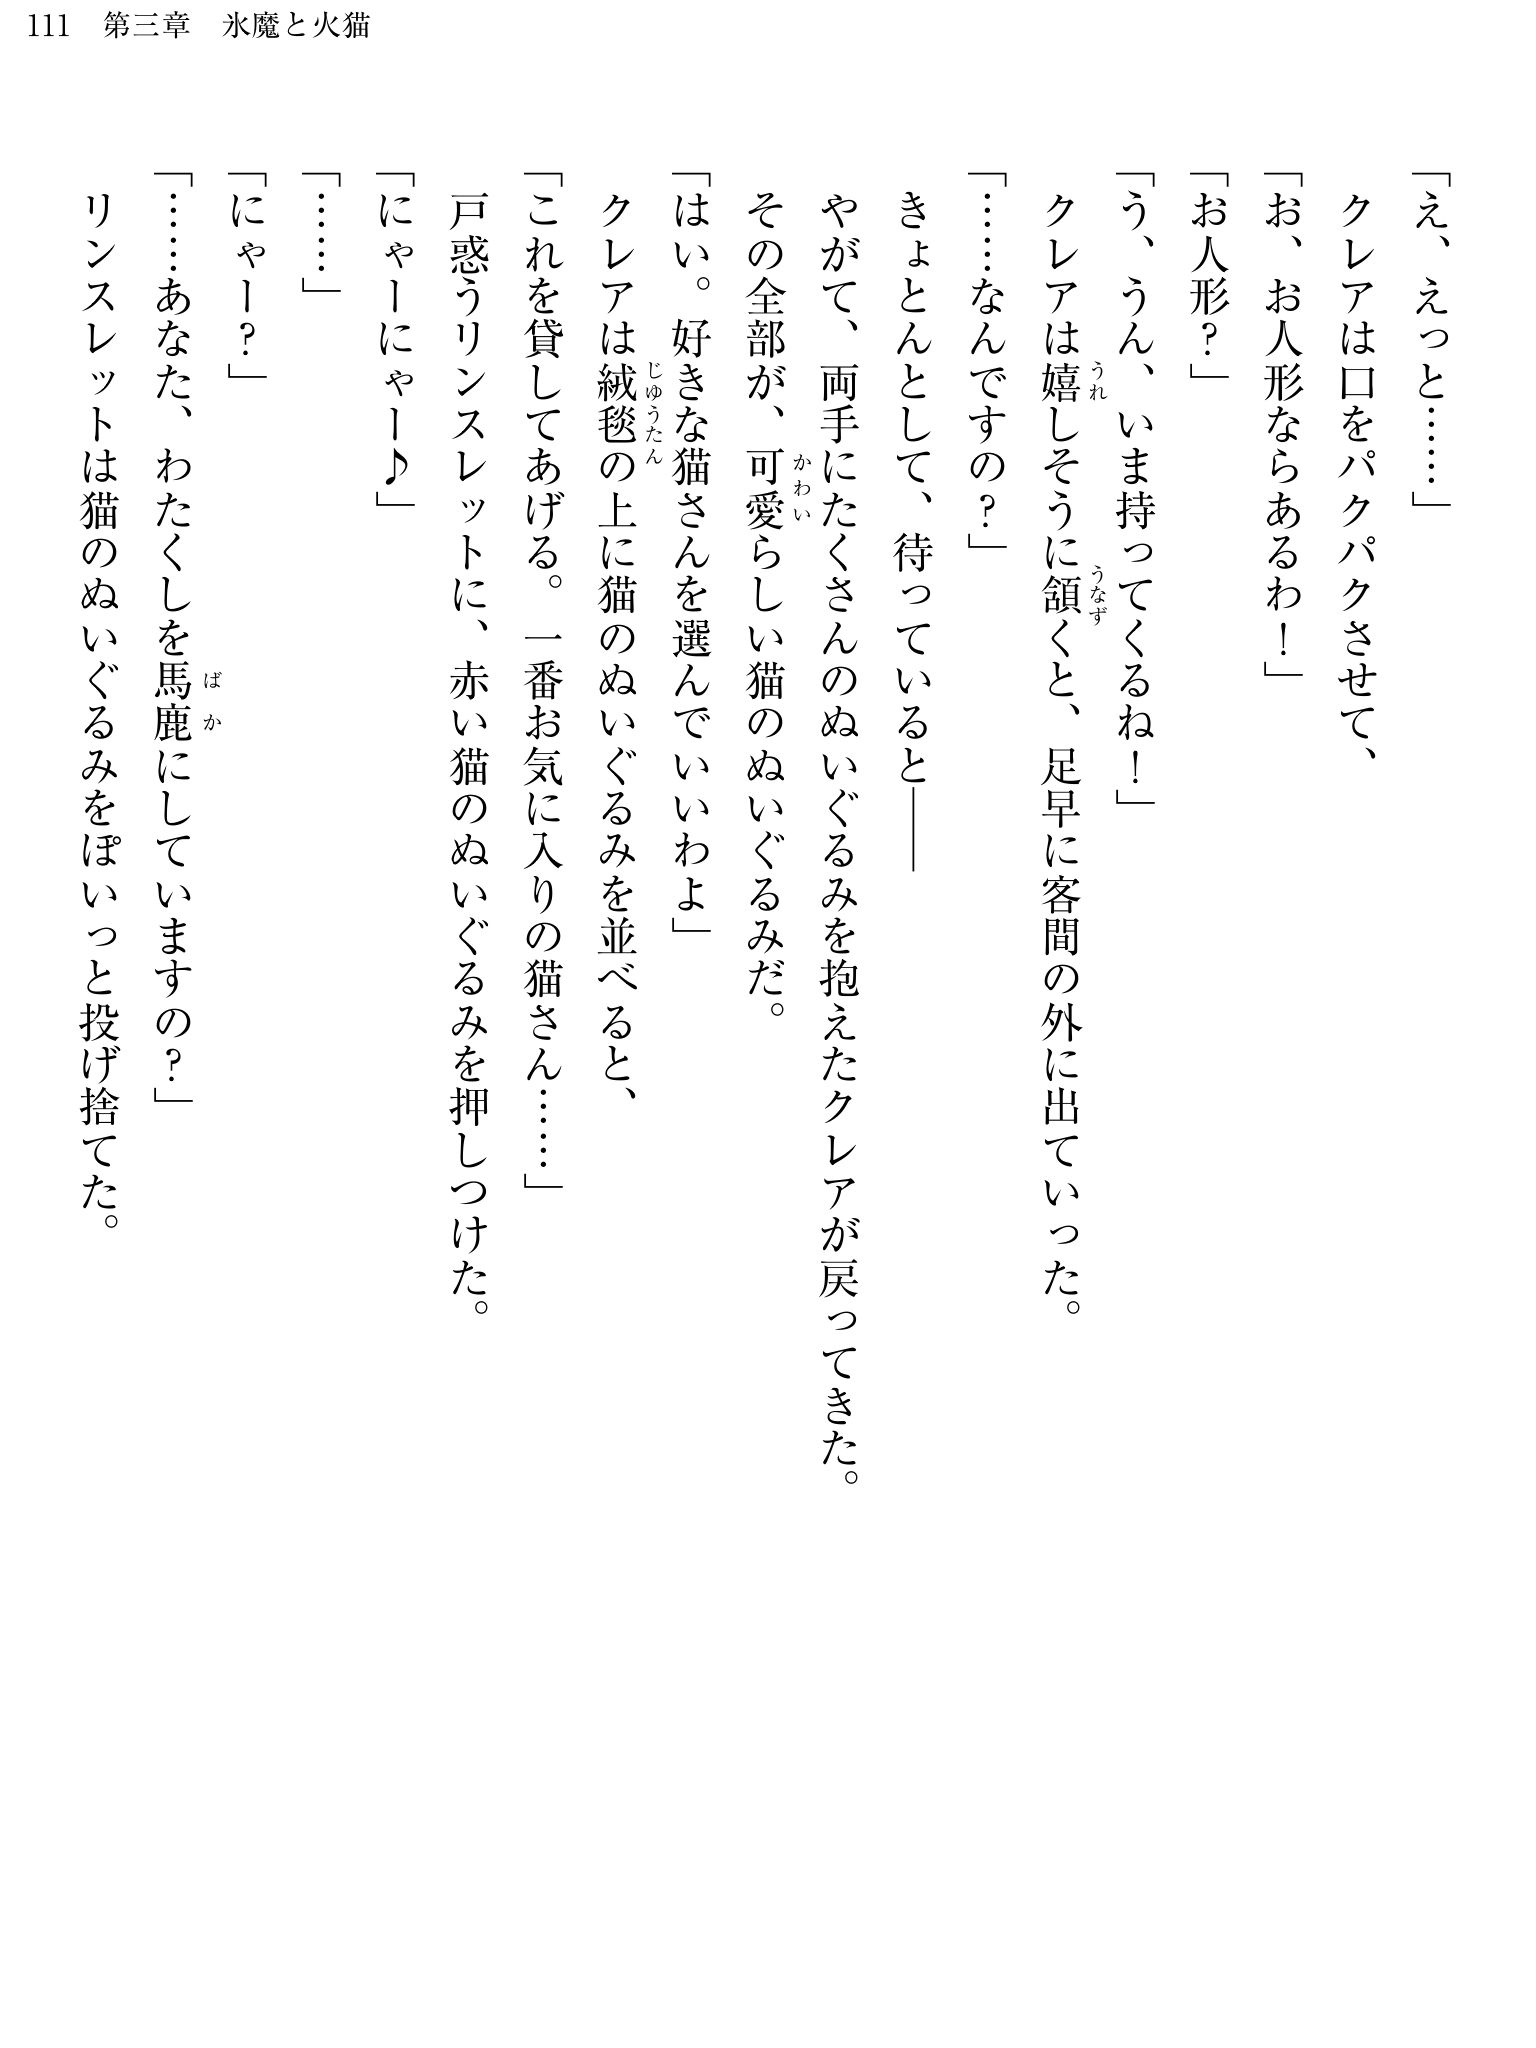 111　第三章　氷魔と火猫
「え、えっと……」
　クレアは口をパクパクさせて、
「お、お人形ならあるわ！」
「お人形？」
「う、うん、いま持ってくるね！」
　クレアは嬉しそうに頷くと、足早に客間の外に出ていった。
「……なんですの？」
　きょとんとして、待っていると――
　やがて、両手にたくさんのぬいぐるみを抱えたクレアが戻ってきた。
　その全部が、可愛らしい猫のぬいぐるみだ。
「はい。好きな猫さんを選んでいいわよ」
　クレアは絨毯の上に猫のぬいぐるみを並べると、
「これを貸してあげる。一番お気に入りの猫さん……」
　戸惑うリンスレットに、赤い猫のぬいぐるみを押しつけた。
「にゃーにゃー♪」
「……」
「にゃー？」
「……あなた、わたくしを馬鹿にしていますの？」
　リンスレットは猫のぬいぐるみをぽいっと投げ捨てた。